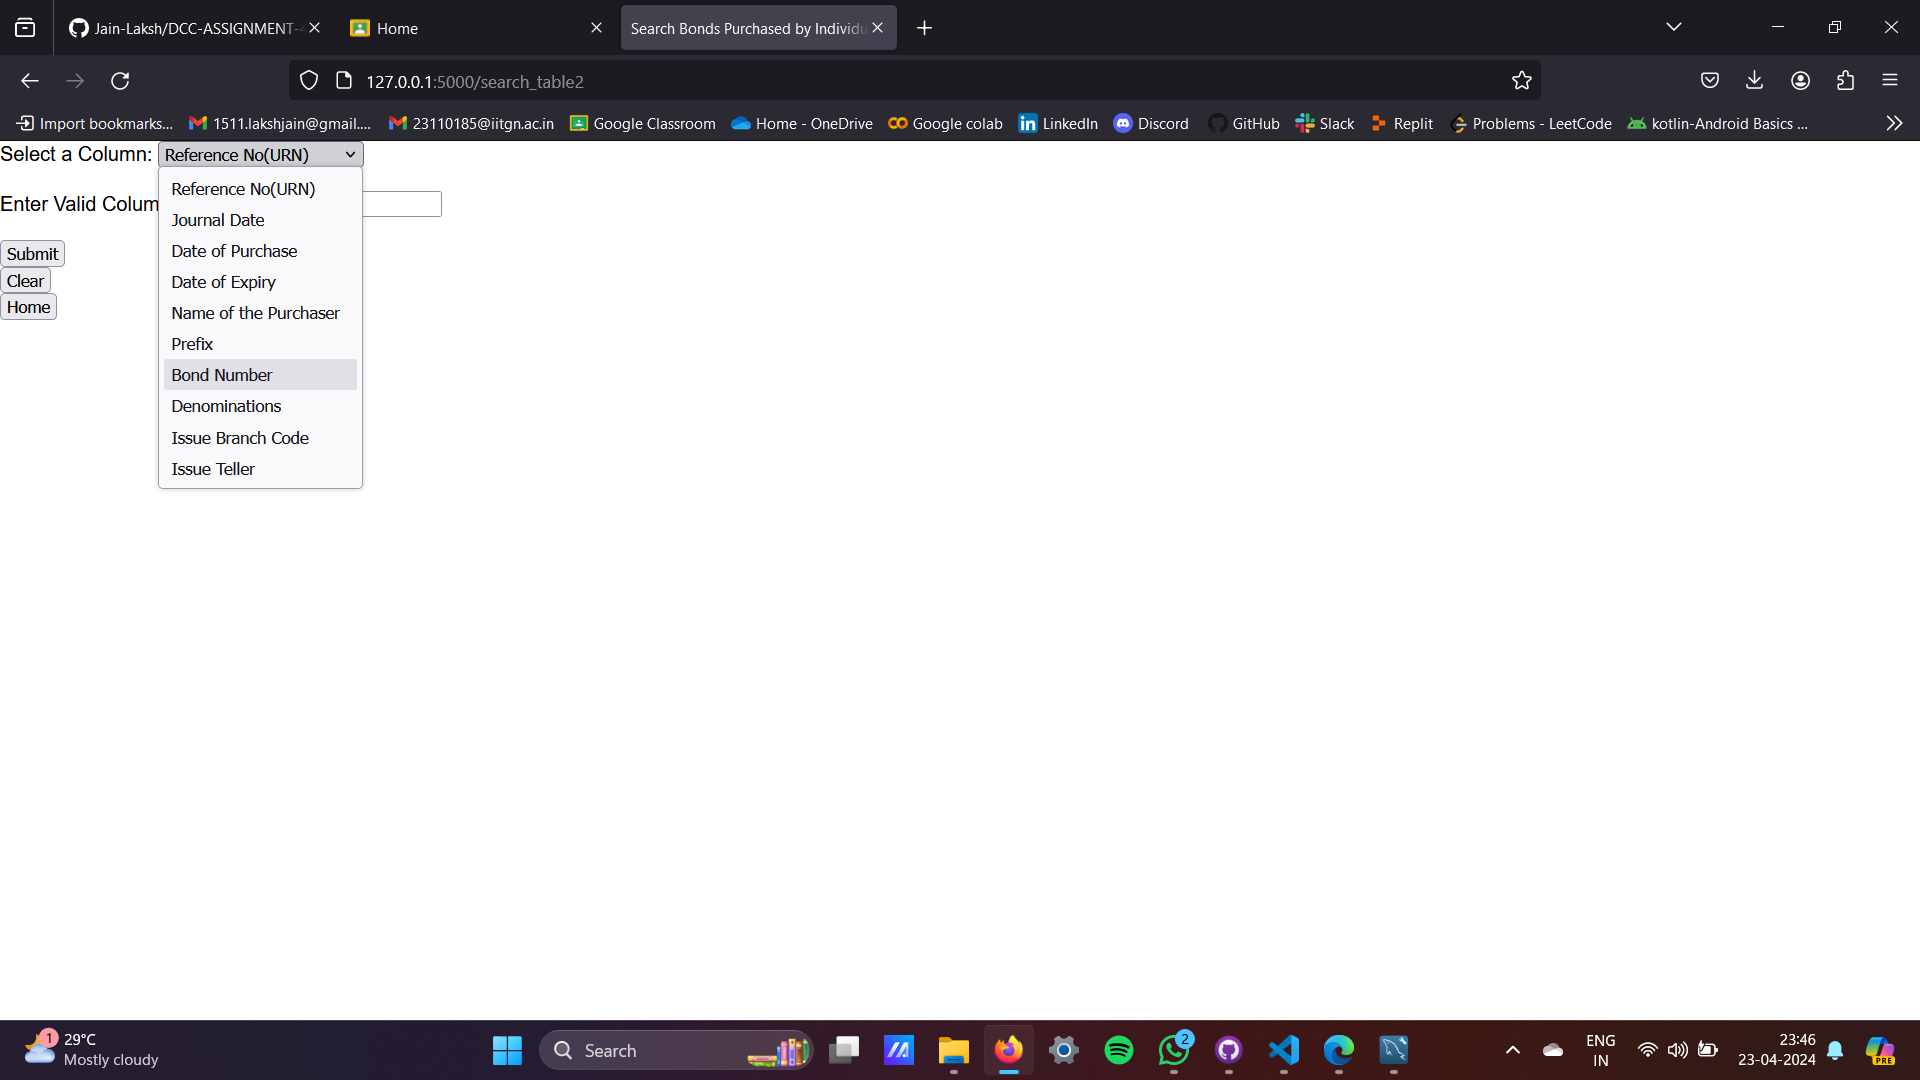 Jain-Laksh/DCC-ASSIGNMENT-4
Home
Search Bonds Purchased by Individu
127.0.0.1:5000/search_table2
Import bookmarks...
1511.lakshjain@gmail....
23110185@iitgn.ac.in
Google Classroom
Home - OneDrive
Google colab
LinkedIn
Discord
GitHub
Slack
Replit
Problems - LeetCode
kotlin-Android Basics ...
Select a Column: Reference No(URN)
Reference No(URN)
Journal Date
Date of Purchase
Date of Expiry
Name of the Purchaser
Prefix
Bond Number
Denominations
Issue Branch Code
Issue Teller
Enter Valid Colum
Submit
Clear
Home
1
29°C
Mostly cloudy
Search
2
ENG
IN
23:46
23-04-2024
PRE